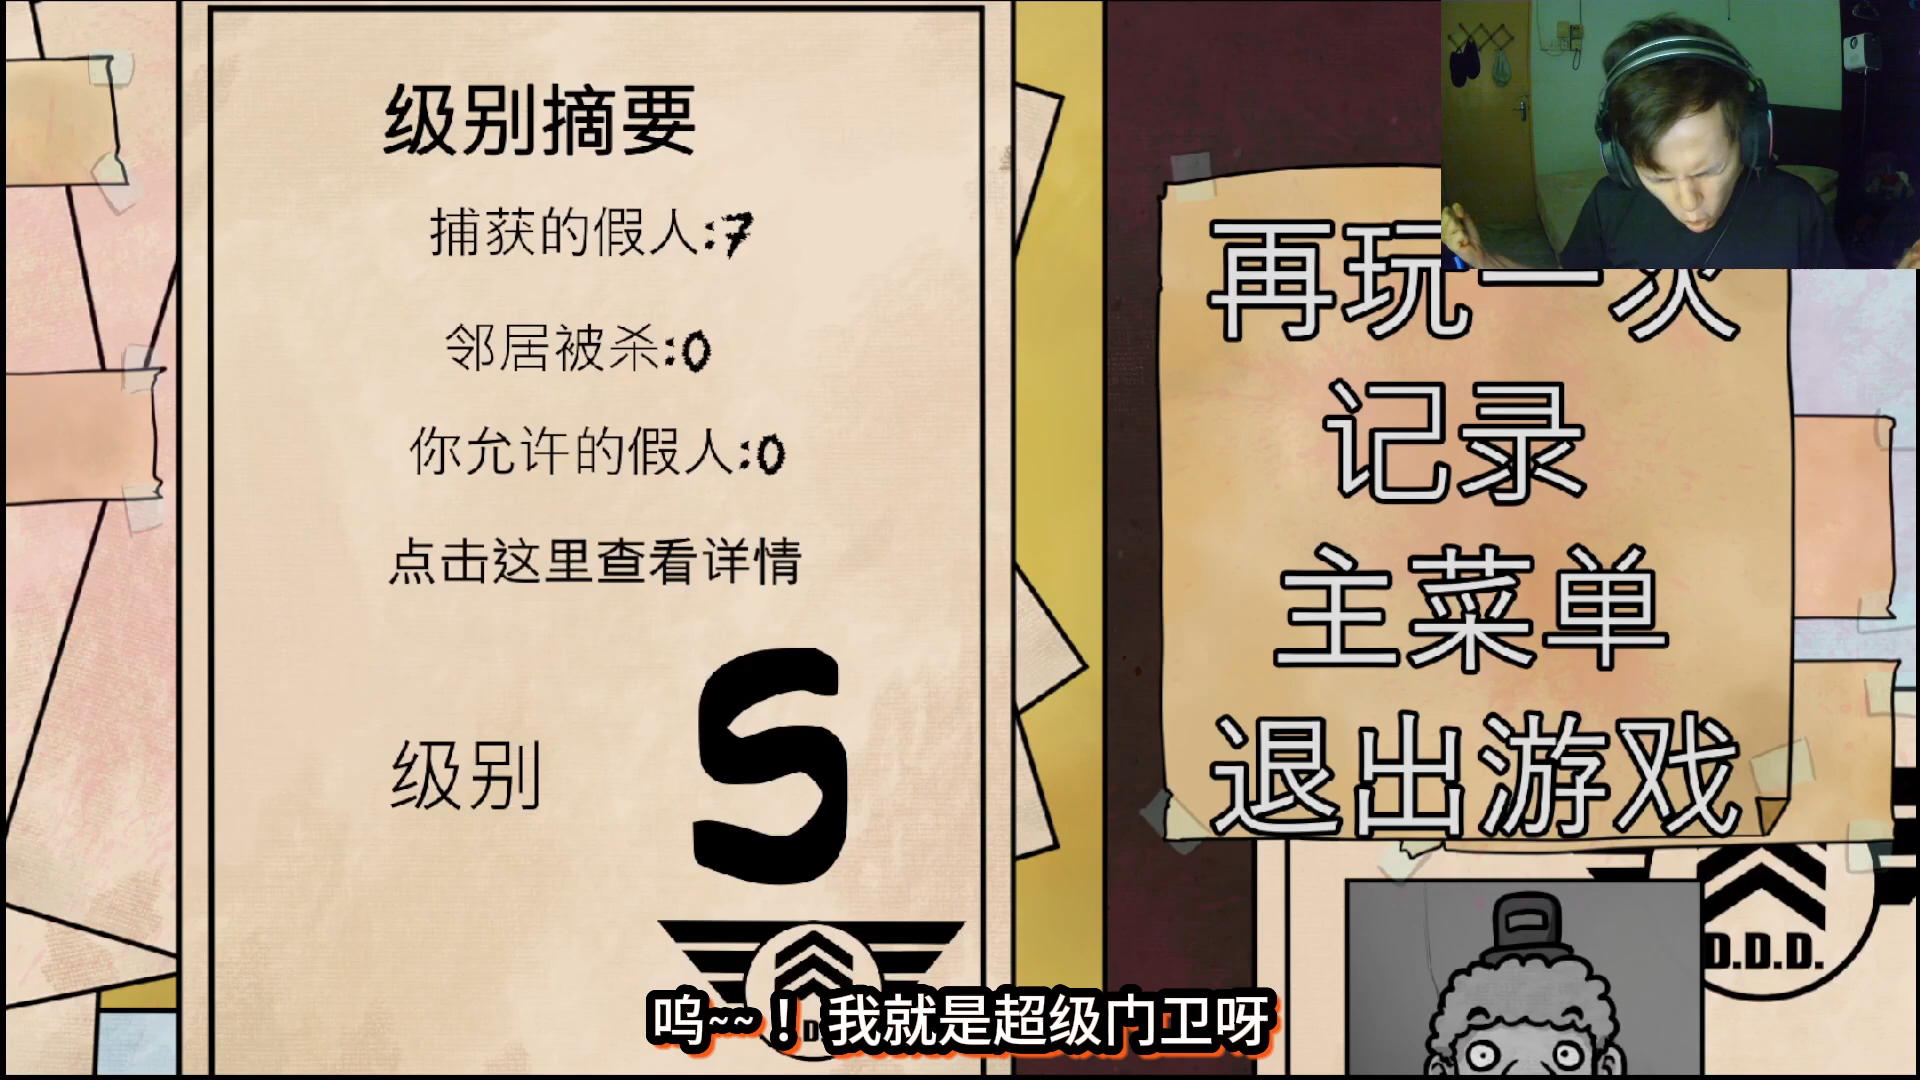 级别摘要
捕获的假人:7
邻居被杀:0
你允许的假人:0
点击这里查看详情
级别 S
再玩一次
记录
主菜单
退出游戏
D.D.D.
呜~~！我就是超级门卫呀